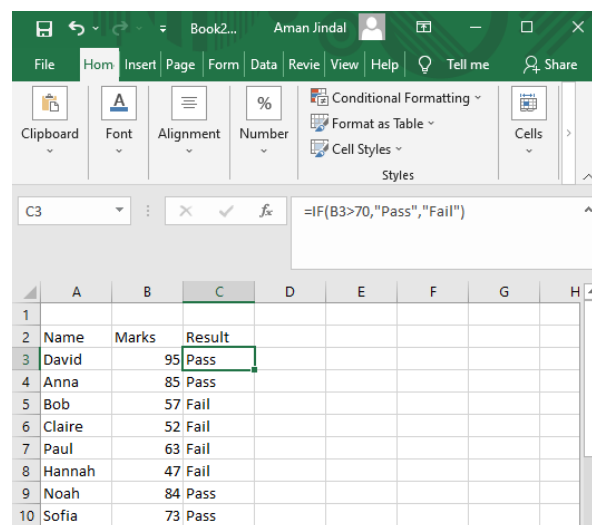 Book2... Aman Jindal
File Hom Insert Page Form Data Revie View Help Tell me Share
Clipboard Font Alignment % Number Conditional Formatting Cells
Format as Table
Cell Styles
Styles
C3 fx =IF(B3>70,"Pass","Fail")
A B C D E F G H
1
2 Name Marks Result
3 David 95 Pass
4 Anna 85 Pass
5 Bob 57 Fail
6 Claire 52 Fail
7 Paul 63 Fail
8 Hannah 47 Fail
9 Noah 84 Pass
10 Sofia 73 Pass